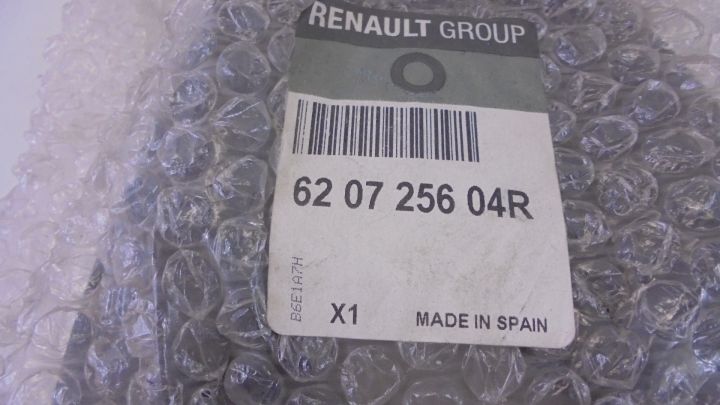 RENAULT GROUP
62 07 256 04R
B6E1A7H
X1
MADE IN SPAIN